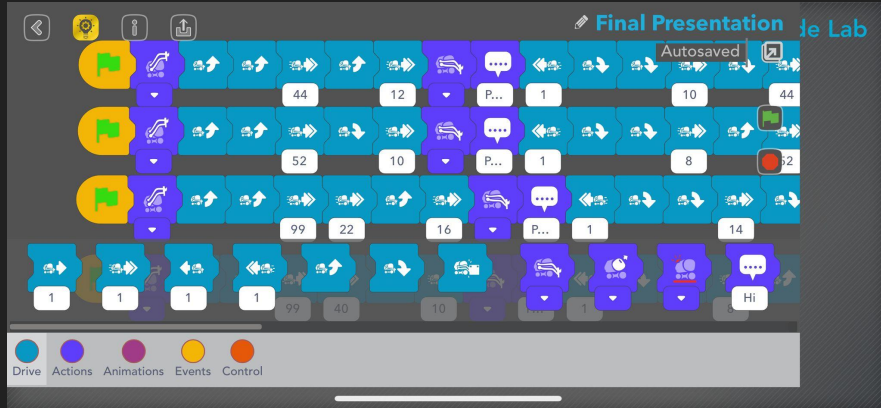 Final Presentation
de Lab
Autosaved
44 12 P... 1 10 44
52 10 P... 1 8 52
99 22 16 P... 1 14
1 1 1 1 Hi
99 40 10 1
Drive Actions Animations Events Control